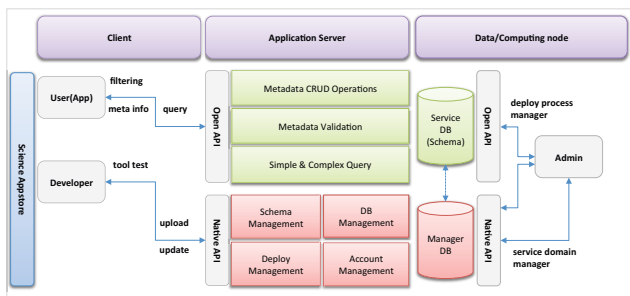 Client
Application Server
Data/Computing node
Science Appstore
User(App)
filtering
meta info
query
Developer
tool test
upload
update
Open API
Metadata CRUD Operations
Metadata Validation
Simple & Complex Query
Native API
Schema
Management
DB
Management
Deploy
Management
Account
Management
Service
DB
(Schema)
Manager
DB
Open API
Native API
deploy process
manager
Admin
service domain
manager